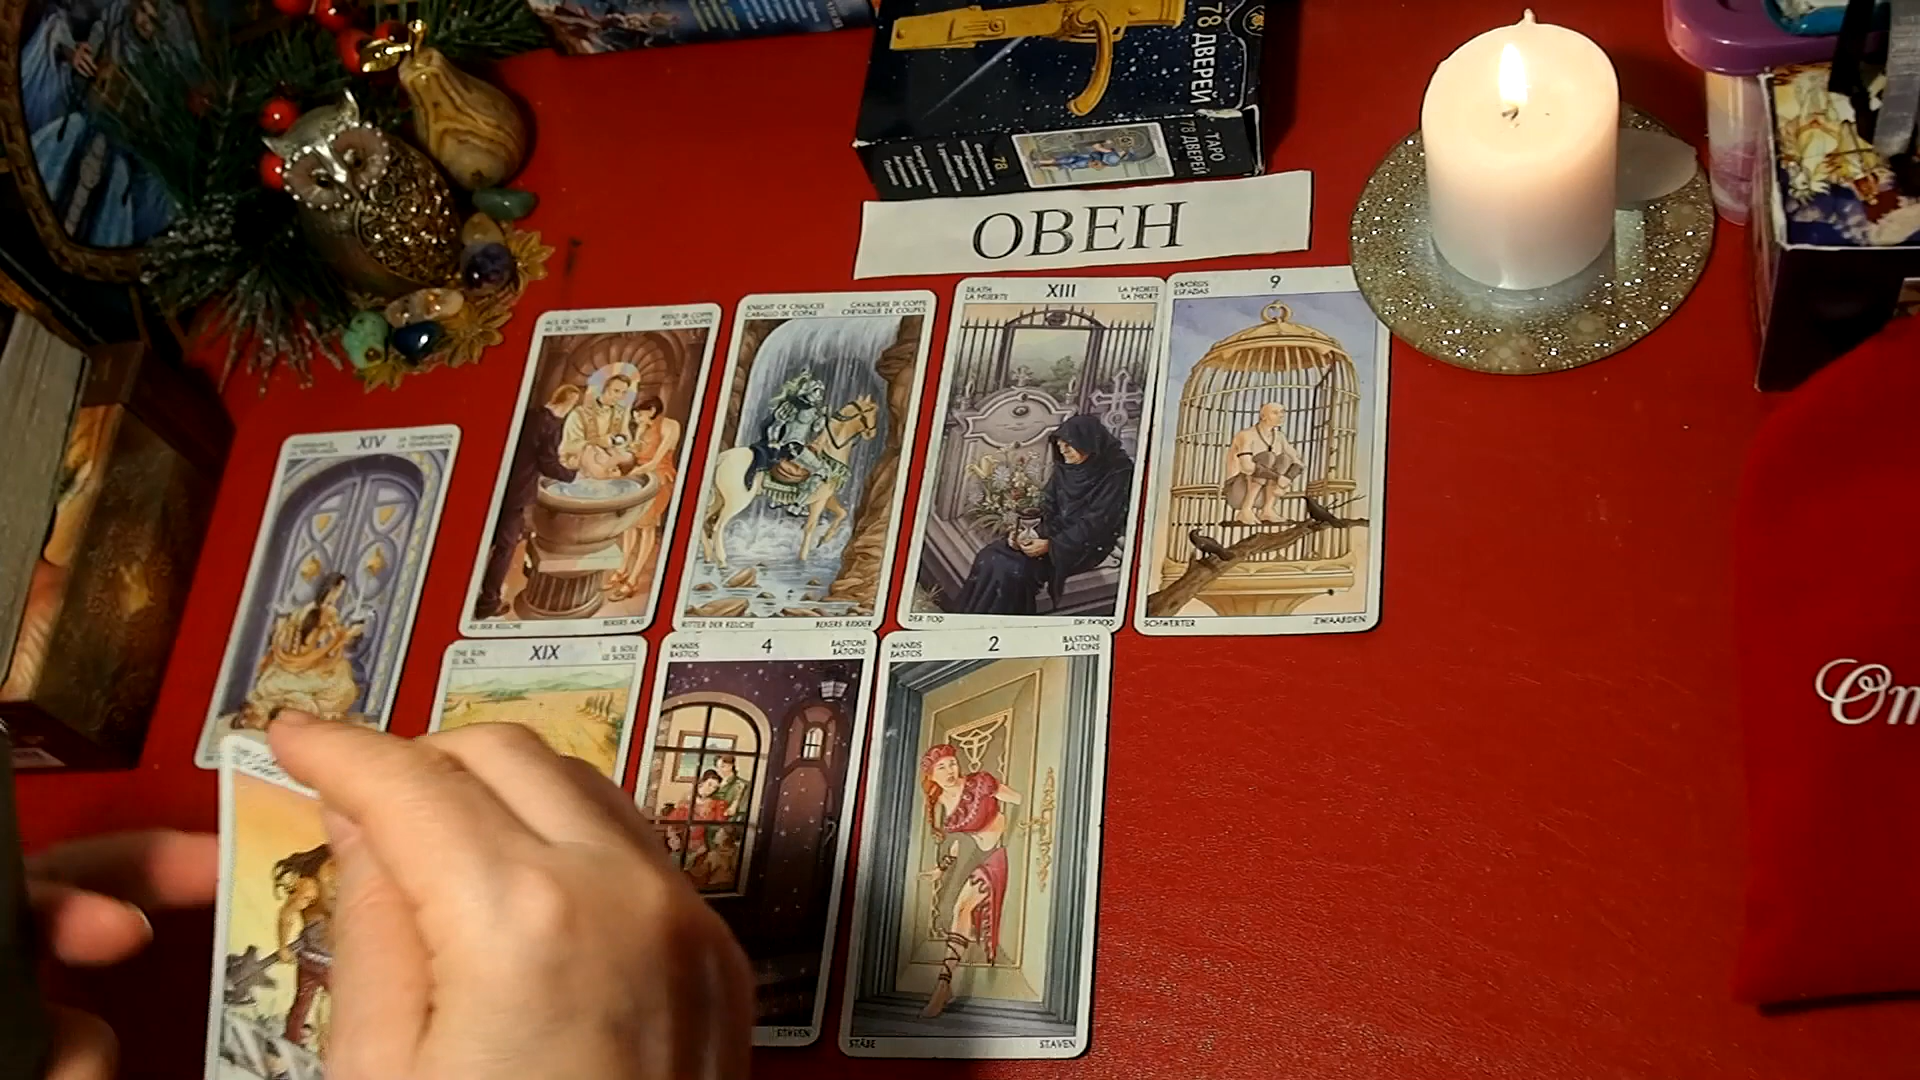 78 ДВЕРЕЙ
ТАРО
78 ДВЕРЕЙ
78
ОВЕН
DEATH
LA MUERTE
XIII
LA MORTE
LA MORT
SWORDS
ESPADAS
9
ACE OF CHALICES
AS DE COPAS
I
ASSO DI COPPE
AS DE COUPES
KNIGHT OF CHALICES
CABALLO DE COPAS
CAVALIERE DI COPPE
CHEVALIER DE COUPES
XIV
AS DER KELCHE
BEKERS AAS
RITTER DER KELCHE
BEKERS RIDDER
DER TOD
DE DOOD
SCHWERTER
ZWAARDEN
THE SUN
EL SOL
XIX
IL SOLE
LE SOLEIL
WANDS
BASTOS
4
BASTONI
BÂTONS
WANDS
BASTOS
2
BASTONI
BÂTONS
От
STAVEN
STÄBE
STAVEN